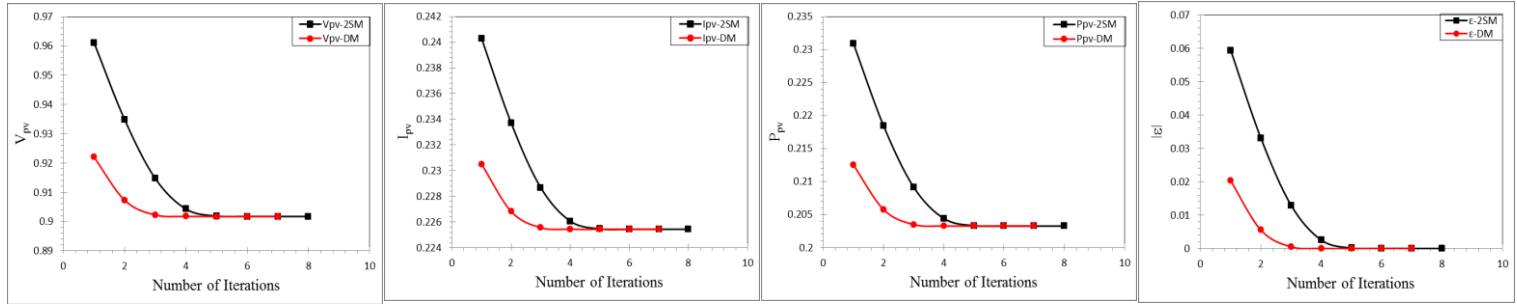 0.97
0.96
0.95
0.94
0.93
0.92
0.91
0.9
0.89
V_pv
Vpv-2SM
Vpv-DM
0 2 4 6 8 10
Number of Iterations
0.242
0.24
0.238
0.236
0.234
0.232
0.23
0.228
0.226
0.224
I_pv
Ipv-2SM
Ipv-DM
0 2 4 6 8 10
Number of Iterations
0.235
0.23
0.225
0.22
0.215
0.21
0.205
0.2
P_pv
Ppv-2SM
Ppv-DM
0 2 4 6 8 10
Number of Iterations
0.07
0.06
0.05
0.04
0.03
0.02
0.01
0
|ε|
ε-2SM
ε-DM
0 2 4 6 8 10
Number of Iterations